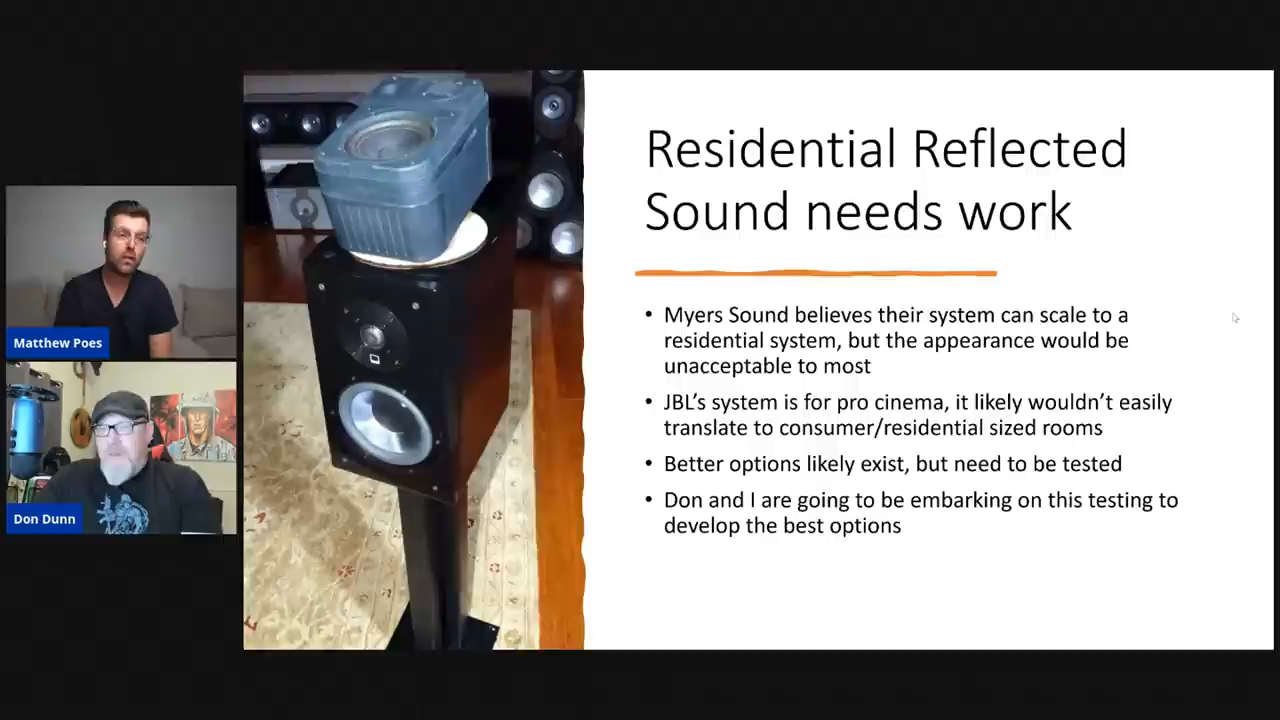 Matthew Poes
Don Dunn
Residential Reflected
Sound needs work
• Myers Sound believes their system can scale to a
residential system, but the appearance would be
unacceptable to most
• JBL’s system is for pro cinema, it likely wouldn’t easily
translate to consumer/residential sized rooms
• Better options likely exist, but need to be tested
• Don and I are going to be embarking on this testing to
develop the best options